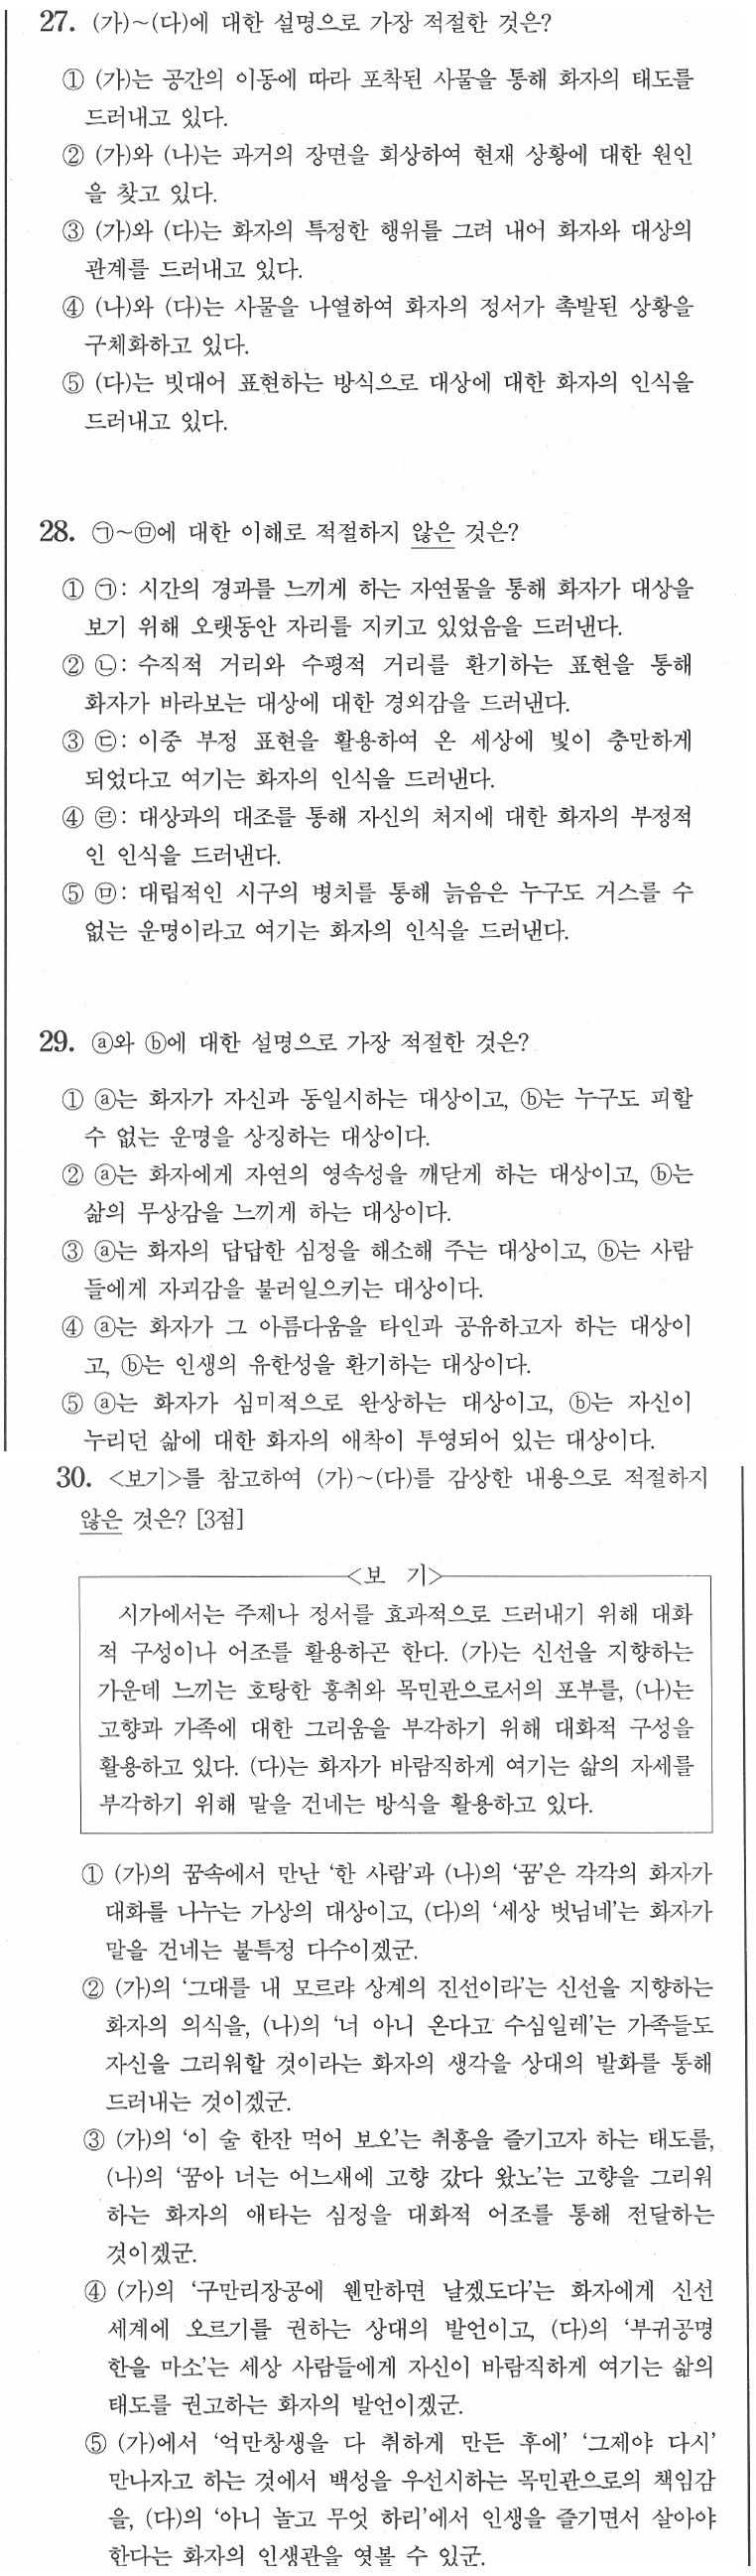 27. (가)~(다)에 대한 설명으로 가장 적절한 것은?
① (가)는 공간의 이동에 따라 포착된 사물을 통해 화자의 태도를
드러내고 있다.
② (가)와 (나)는 과거의 장면을 회상하여 현재 상황에 대한 원인
을 찾고 있다.
③ (가)와 (다)는 화자의 특정한 행위를 그려 내어 화자와 대상의
관계를 드러내고 있다.
④ (나)와 (다)는 사물을 나열하여 화자의 정서가 촉발된 상황을
구체화하고 있다.
⑤ (다)는 빗대어 표현하는 방식으로 대상에 대한 화자의 인식을
드러내고 있다.
28. ㉠~㉤에 대한 이해로 적절하지 않은 것은?
① ㉠: 시간의 경과를 느끼게 하는 자연물을 통해 화자가 대상을
보기 위해 오랫동안 자리를 지키고 있었음을 드러낸다.
② ㉡: 수직적 거리와 수평적 거리를 환기하는 표현을 통해
화자가 바라보는 대상에 대한 경외감을 드러낸다.
③ ㉢: 이중 부정 표현을 활용하여 온 세상에 빛이 충만하게
되었다고 여기는 화자의 인식을 드러낸다.
④ ㉣: 대상과의 대조를 통해 자신의 처지에 대한 화자의 부정적
인 인식을 드러낸다.
⑤ ㉤: 대립적인 시구의 병치를 통해 늙음은 누구도 거스를 수
없는 운명이라고 여기는 화자의 인식을 드러낸다.
29. ⓐ와 ⓑ에 대한 설명으로 가장 적절한 것은?
① ⓐ는 화자가 자신과 동일시하는 대상이고, ⓑ는 누구도 피할
수 없는 운명을 상징하는 대상이다.
② ⓐ는 화자에게 자연의 영속성을 깨닫게 하는 대상이고, ⓑ는
삶의 무상감을 느끼게 하는 대상이다.
③ ⓐ는 화자의 답답한 심정을 해소해 주는 대상이고, ⓑ는 사람
들에게 자괴감을 불러일으키는 대상이다.
④ ⓐ는 화자가 그 아름다움을 타인과 공유하고자 하는 대상이
고, ⓑ는 인생의 유한성을 환기하는 대상이다.
⑤ ⓐ는 화자가 심미적으로 완상하는 대상이고, ⓑ는 자신이
누리던 삶에 대한 화자의 애착이 투영되어 있는 대상이다.
30. <보기>를 참고하여 (가)~(다)를 감상한 내용으로 적절하지
않은 것은? [3점]
<보 기>
시가에서는 주제나 정서를 효과적으로 드러내기 위해 대화
적 구성이나 어조를 활용하곤 한다. (가)는 신선을 지향하는
가운데 느끼는 호탕한 흥취와 목민관으로서의 포부를, (나)는
고향과 가족에 대한 그리움을 부각하기 위해 대화적 구성을
활용하고 있다. (다)는 화자가 바람직하게 여기는 삶의 자세를
부각하기 위해 말을 건네는 방식을 활용하고 있다.
① (가)의 꿈속에서 만난 '한 사람'과 (나)의 '꿈'은 각각의 화자가
대화를 나누는 가상의 대상이고, (다)의 '세상 벗님네'는 화자가
말을 건네는 불특정 다수이겠군.
② (가)의 '그대를 내 모르랴 상계의 진선이라'는 신선을 지향하는
화자의 의식을, (나)의 '너 아니 온다고 수심일레'는 가족들도
자신을 그리워할 것이라는 화자의 생각을 상대의 발화를 통해
드러내는 것이겠군.
③ (가)의 '이 술 한잔 먹어 보오'는 취흥을 즐기고자 하는 태도를,
(나)의 '꿈아 너는 어느새에 고향 갔다 왔노'는 고향을 그리워
하는 화자의 애타는 심정을 대화적 어조를 통해 전달하는
것이겠군.
④ (가)의 '구만리장공에 웬만하면 날겠도다'는 화자에게 신선
세계에 오르기를 권하는 상대의 발언이고, (다)의 '부귀공명
한을 마소'는 세상 사람들에게 자신이 바람직하게 여기는 삶의
태도를 권고하는 화자의 발언이겠군.
⑤ (가)에서 '억만창생을 다 취하게 만든 후에' '그제야 다시'
만나자고 하는 것에서 백성을 우선시하는 목민관으로의 책임감
을, (다)의 '아니 놀고 무엇 하리'에서 인생을 즐기면서 살아야
한다는 화자의 인생관을 엿볼 수 있군.